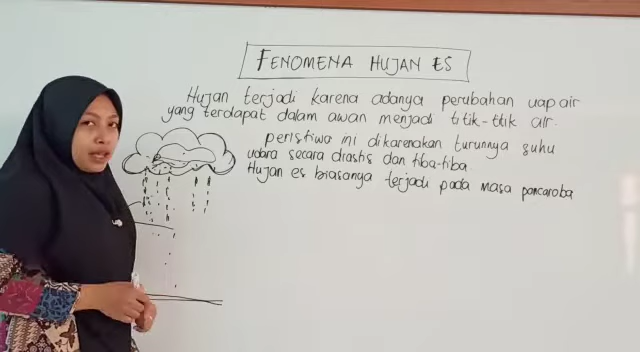 FENOMENA HUJAN ES
Hujan terjadi karena adanya perubahan uap air
yang terdapat dalam awan menjadi titik-titik air.
peristiwa ini dikarenakan turunnya suhu
udara secara drastis dan tiba-tiba.
Hujan es biasanya terjadi pada masa pancaroba